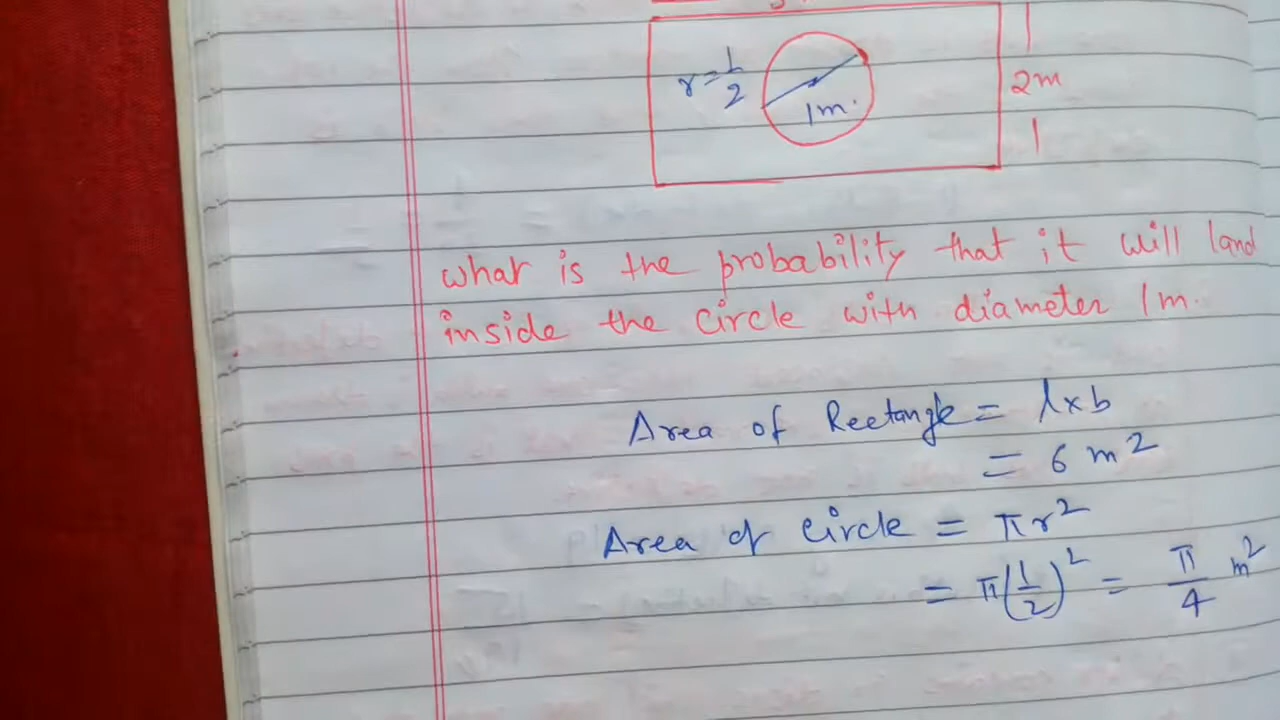 r = 1/2
1m.
2m
what is the probability that it will land
inside the circle with diameter 1m.
Area of Rectangle = l×b
= 6 m²
Area of circle = πr²
= π(1/2)² = π/4 m²